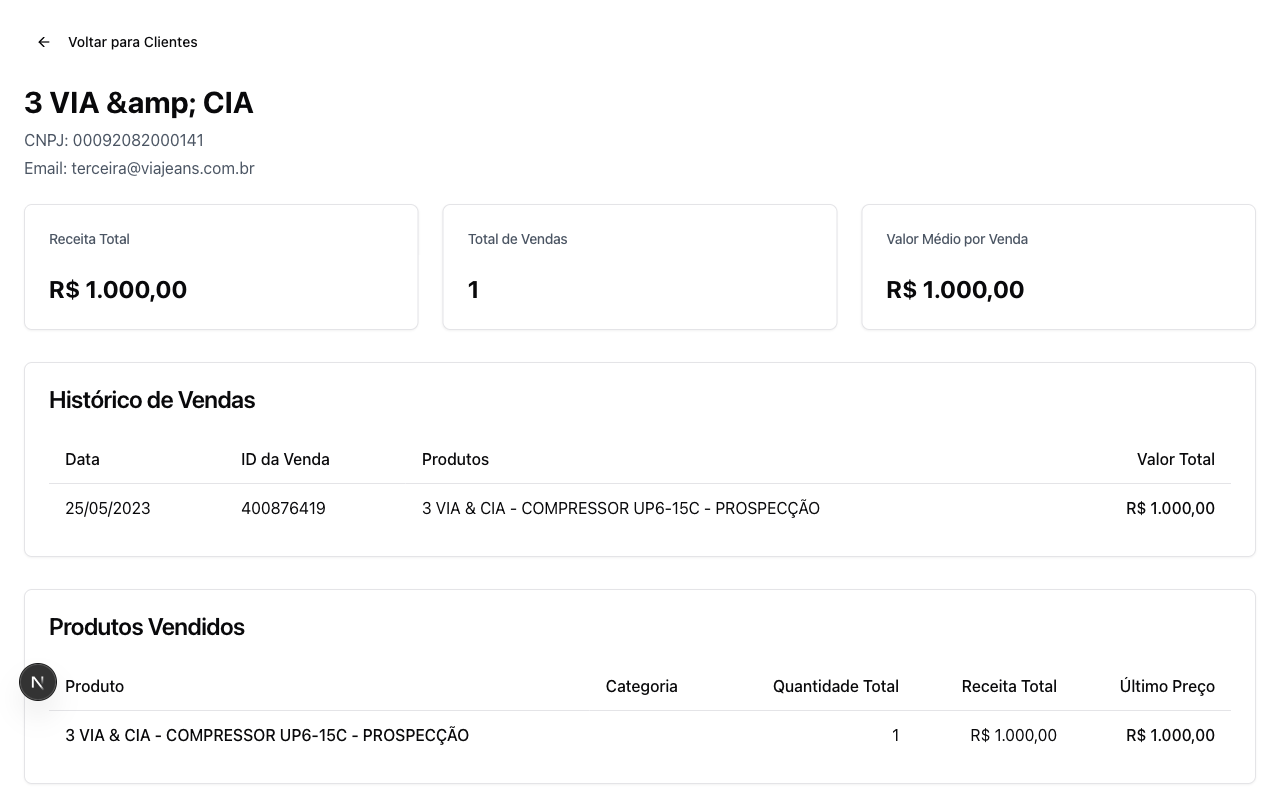 Voltar para Clientes
3 VIA &amp; CIA
CNPJ: 00092082000141
Email: terceira@viajeans.com.br
Receita Total
R$ 1.000,00
Total de Vendas
1
Valor Médio por Venda
R$ 1.000,00
Histórico de Vendas
Data ID da Venda Produtos Valor Total
25/05/2023 400876419 3 VIA & CIA - COMPRESSOR UP6-15C - PROSPECÇÃO R$ 1.000,00
Produtos Vendidos
N
Produto Categoria Quantidade Total Receita Total Último Preço
3 VIA & CIA - COMPRESSOR UP6-15C - PROSPECÇÃO 1 R$ 1.000,00 R$ 1.000,00